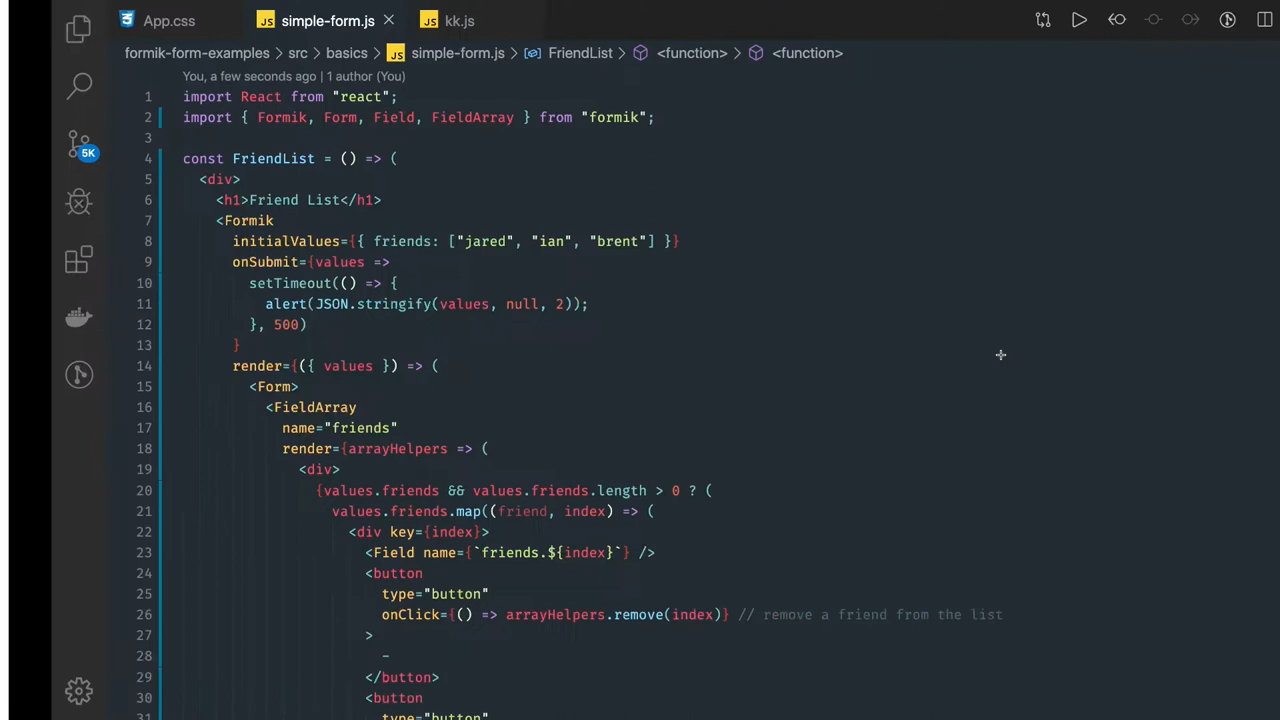 App.css
JS simple-form.js
JS kk.js
formik-form-examples > src > basics > JS simple-form.js > FriendList > <function> > <function>
You, a few seconds ago | 1 author (You)
5K
1 import React from "react";
2 import { Formik, Form, Field, FieldArray } from "formik";
3
4 const FriendList = () => (
5 <div>
6 <h1>Friend List</h1>
7 <Formik
8 initialValues={{ friends: ["jared", "ian", "brent"] }}
9 onSubmit={values =>
10 setTimeout(() => {
11 alert(JSON.stringify(values, null, 2));
12 }, 500)
13 }
14 render={({ values }) => (
15 <Form>
16 <FieldArray
17 name="friends"
18 render={arrayHelpers => (
19 <div>
20 {values.friends && values.friends.length > 0 ? (
21 values.friends.map((friend, index) => (
22 <div key={index}>
23 <Field name={`friends.${index}`} />
24 <button
25 type="button"
26 onClick={() => arrayHelpers.remove(index)} // remove a friend from the list
27 >
28 -
29 </button>
30 <button
31 type="button"